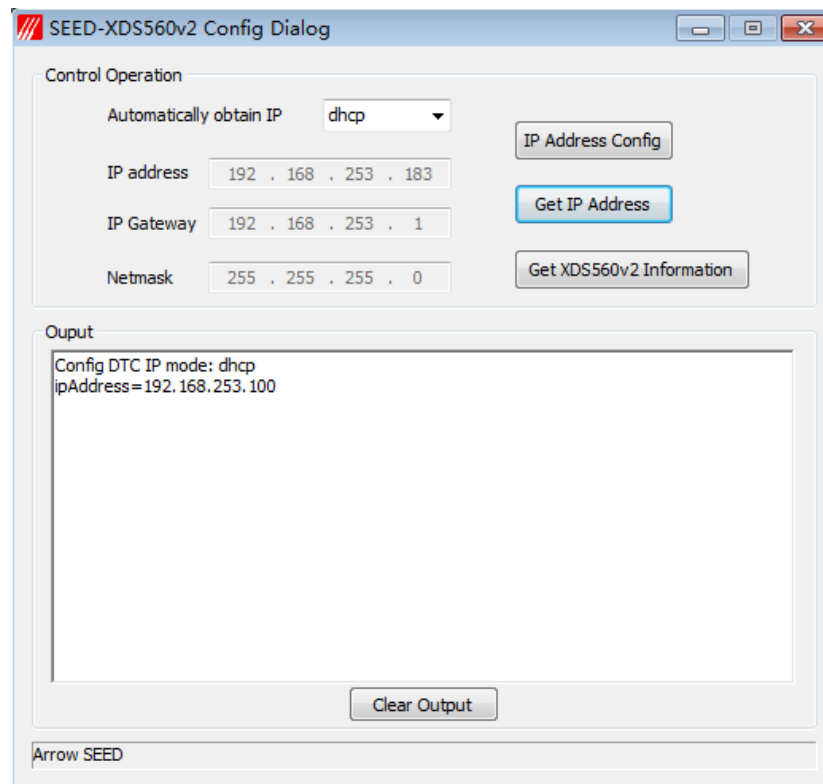 SEED-XDS560v2 Config Dialog
Control Operation
Automatically obtain IP dhcp
IP Address Config
IP address 192 . 168 . 253 . 183
Get IP Address
IP Gateway 192 . 168 . 253 . 1
Get XDS560v2 Information
Netmask 255 . 255 . 255 . 0
Ouput
Config DTC IP mode: dhcp
ipAddress=192.168.253.100
Clear Output
Arrow SEED